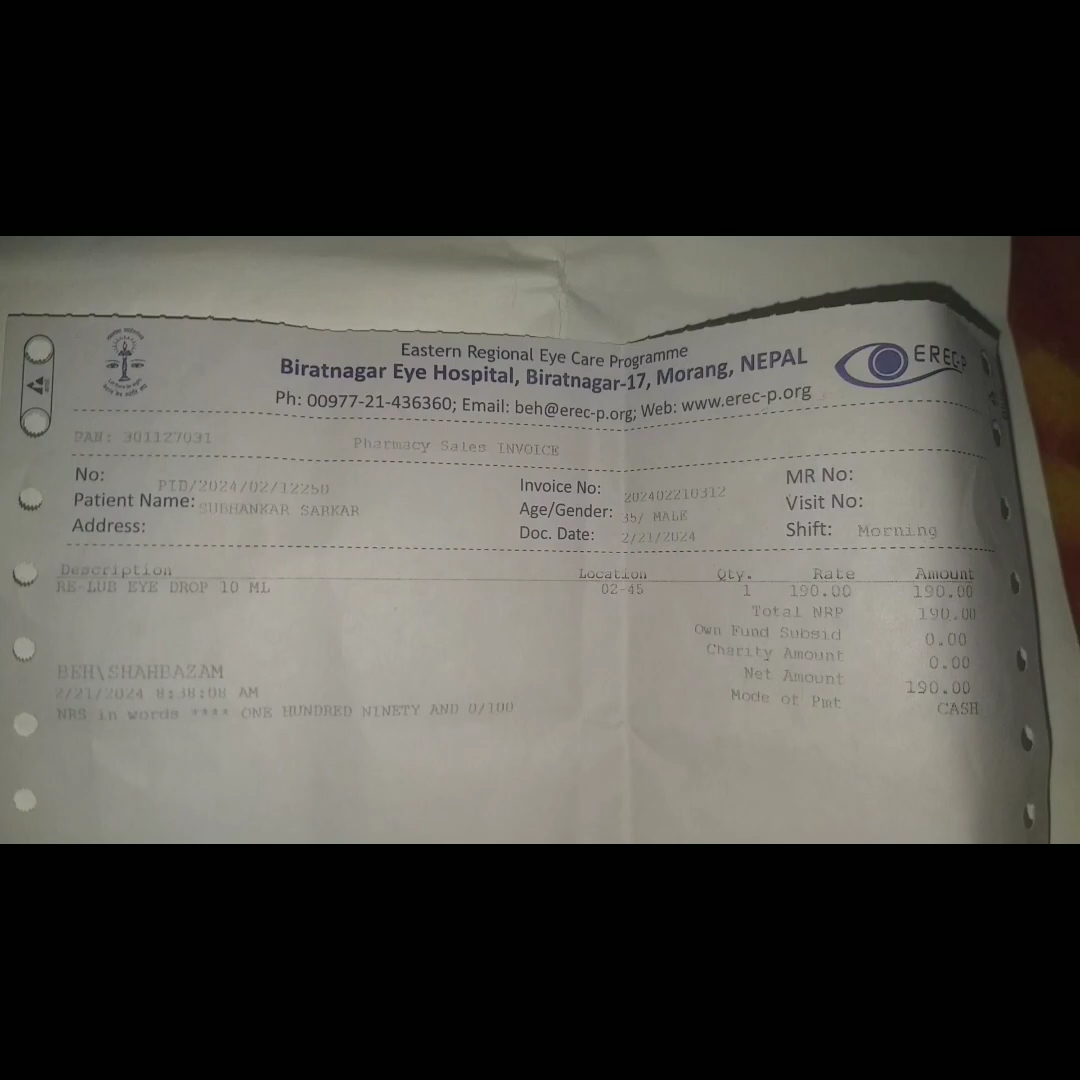 Eastern Regional Eye Care Programme
Biratnagar Eye Hospital, Biratnagar-17, Morang, NEPAL
Ph: 00977-21-436360; Email: beh@erec-p.org; Web: www.erec-p.org
EREC-P
PAN: 301127031 Pharmacy Sales INVOICE
No: PID/2024/02/12250 Invoice No: 202402210312 MR No:
Patient Name: SUBHANKAR SARKAR Age/Gender: 35/ MALE Visit No:
Address: Doc. Date: 2/21/2024 Shift: Morning
Description Location Qty. Rate Amount
RE-LUB EYE DROP 10 ML 02-45 1 190.00 190.00
Total NRP 190.00
Own Fund Subsid 0.00
Charity Amount 0.00
Net Amount 190.00
Mode of Pmt CASH
BEH\SHAHBAZAM
2/21/2024 8:38:08 AM
NRS in words **** ONE HUNDRED NINETY AND 0/100